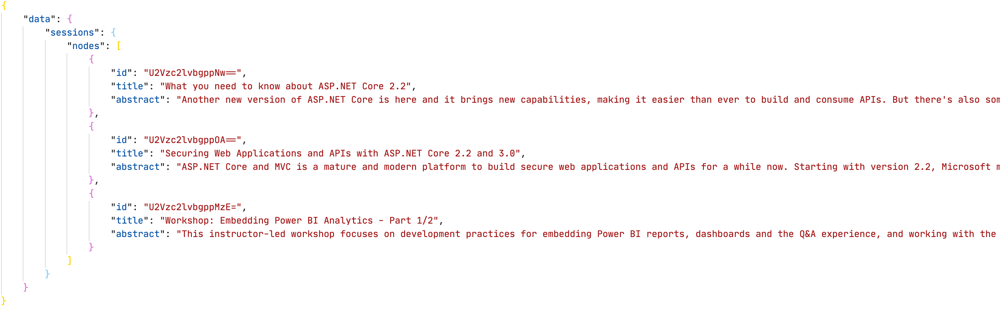 {
"data": {
"sessions": {
"nodes": [
{
"id": "U2Vzc2lvbgppNw==",
"title": "What you need to know about ASP.NET Core 2.2",
"abstract": "Another new version of ASP.NET Core is here and it brings new capabilities, making it easier than ever to build and consume APIs. But there's also
},
{
"id": "U2Vzc2lvbgppOA==",
"title": "Securing Web Applications and APIs with ASP.NET Core 2.2 and 3.0",
"abstract": "ASP.NET Core and MVC is a mature and modern platform to build secure web applications and APIs for a while now. Starting with version 2.2, Microsoft
},
{
"id": "U2Vzc2lvbgppMzE=",
"title": "Workshop: Embedding Power BI Analytics - Part 1/2",
"abstract": "This instructor-led workshop focuses on development practices for embedding Power BI reports, dashboards and the Q&A experience, and working with the
}
]
}
}
}